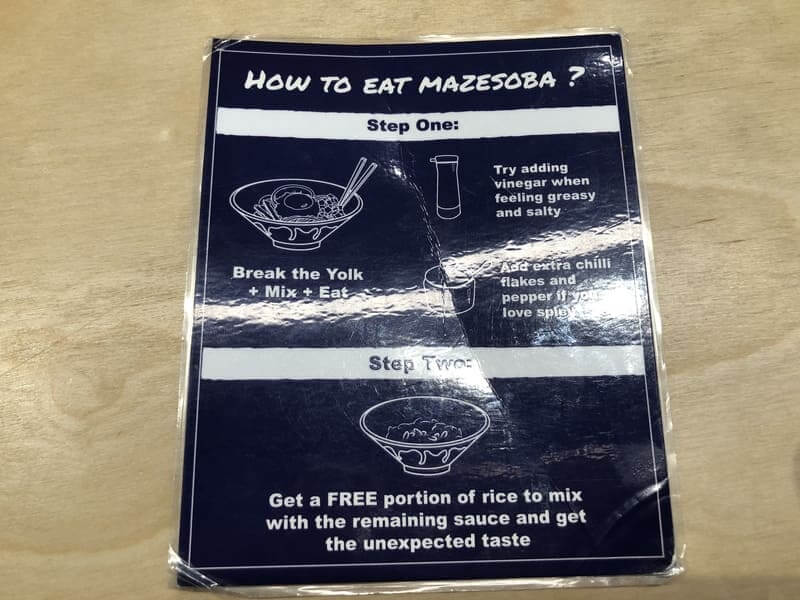 How to eat mazesoba ?
Step One:
Try adding
vinegar when
feeling greasy
and salty
Break the Yolk
+ Mix + Eat
Add extra chilli
flakes and
pepper if you
love spicy
Step Two:
Get a FREE portion of rice to mix
with the remaining sauce and get
the unexpected taste